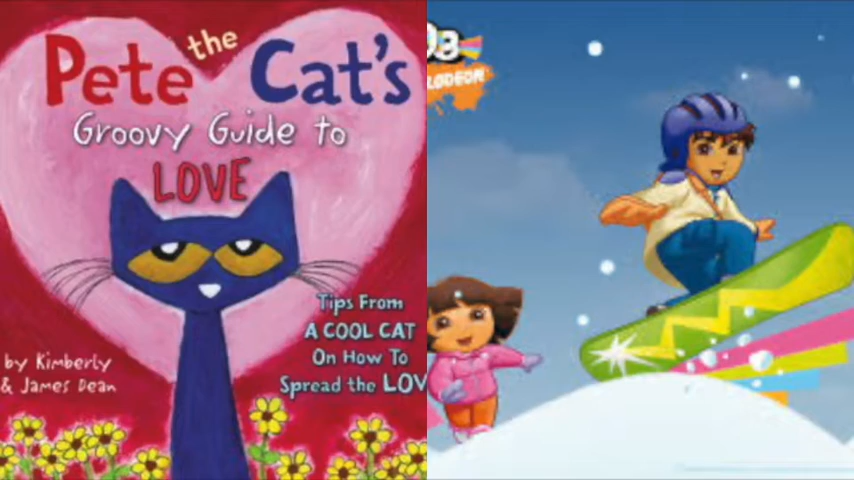 Pete the Cat's
Groovy Guide to
LOVE
Tips From
A COOL CAT
On How To
Spread the LOV
by Kimberly
& James Dean